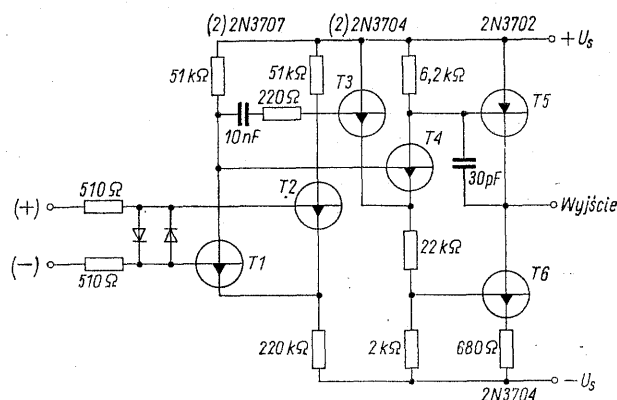 (2) 2N3707
(2) 2N3704
2N3702
+U_s
51kΩ
51kΩ
T3
6,2kΩ
T5
220Ω
10nF
T4
30pF
510Ω
T2
(+)
Wyjście
(−)
510Ω
T1
22kΩ
T6
220kΩ
2kΩ
680Ω
−U_s
2N3704